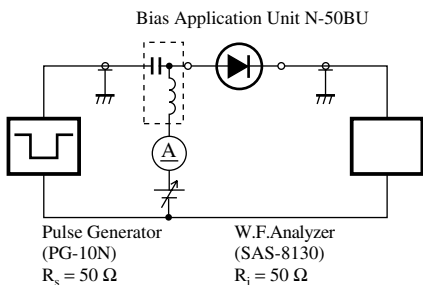 Bias Application Unit N-50BU
A
Pulse Generator
(PG-10N)
Rs = 50 Ω
W.F.Analyzer
(SAS-8130)
Ri = 50 Ω